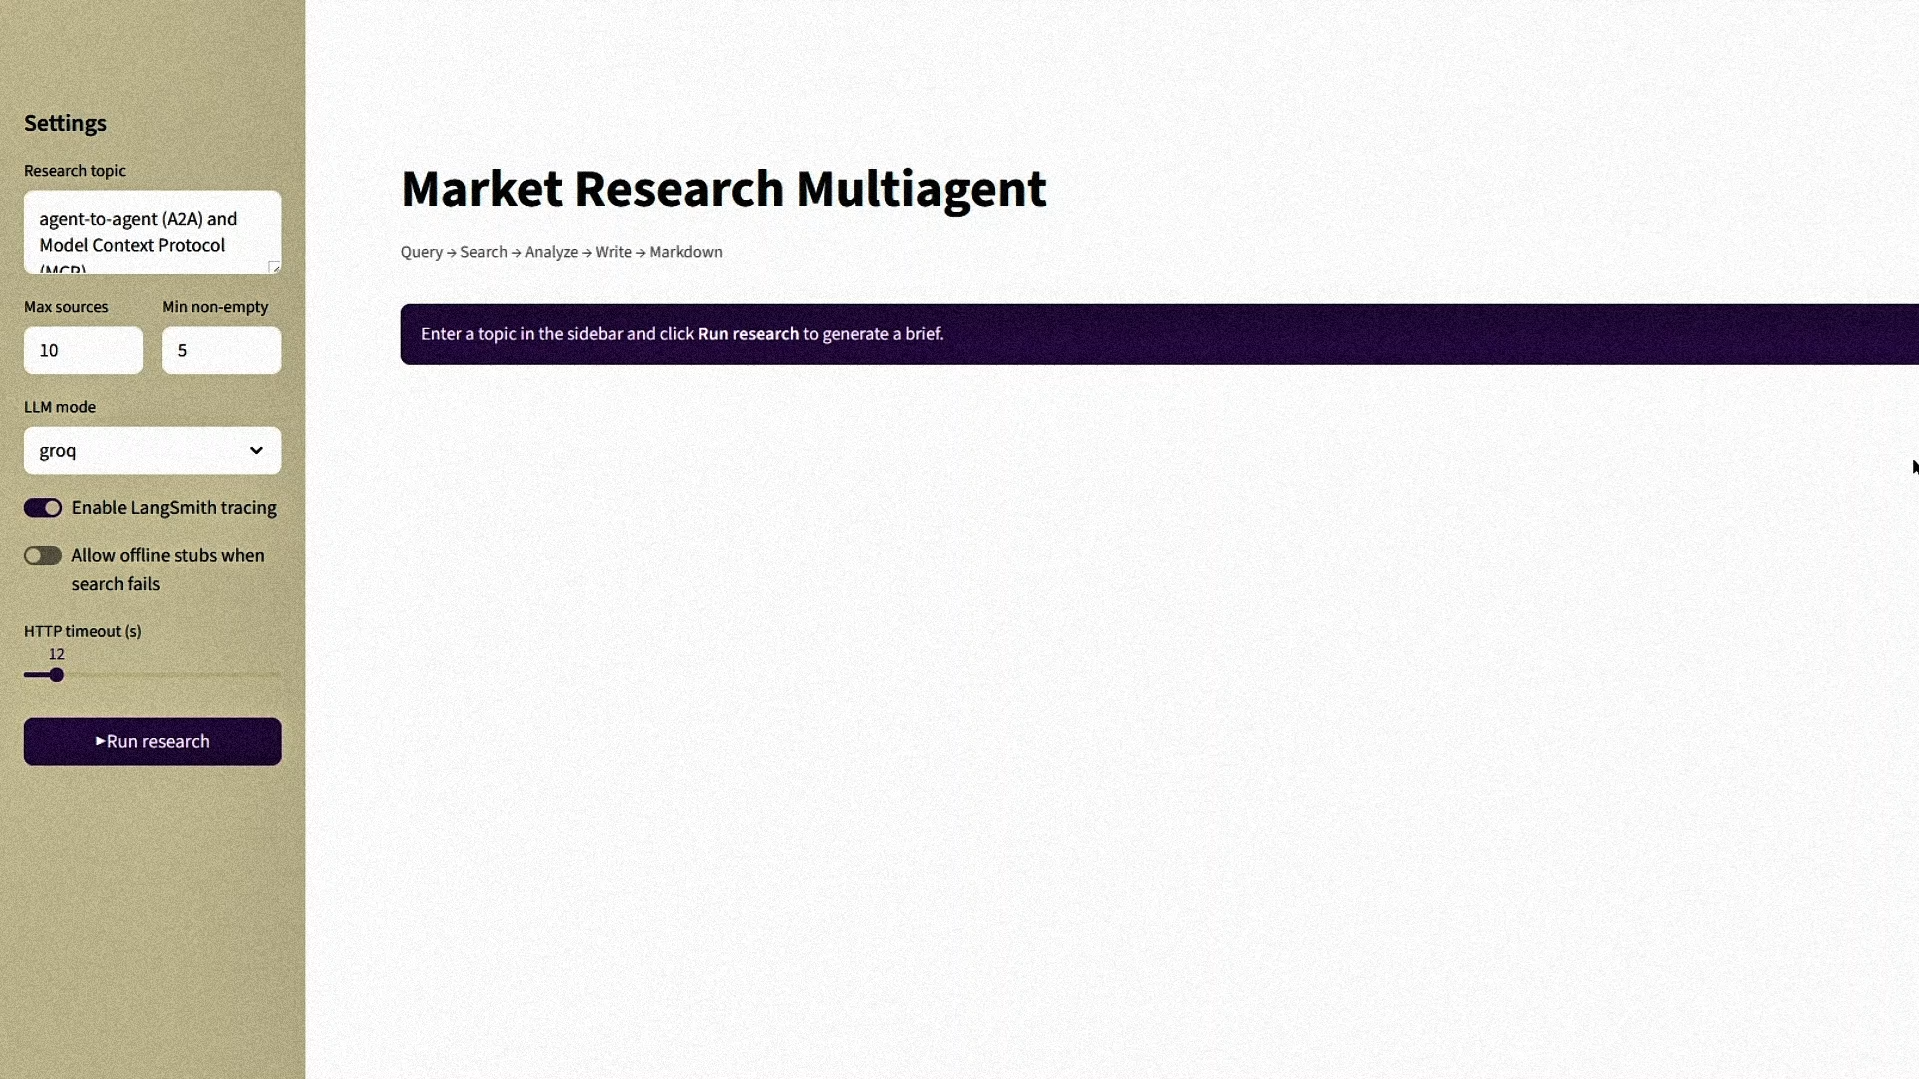 Settings
Research topic
agent-to-agent (A2A) and
Model Context Protocol
(MCP)
Max sources
Min non-empty
10
5
LLM mode
groq
Enable LangSmith tracing
Allow offline stubs when
search fails
HTTP timeout (s)
12
▶Run research
Market Research Multiagent
Query → Search → Analyze → Write → Markdown
Enter a topic in the sidebar and click Run research to generate a brief.